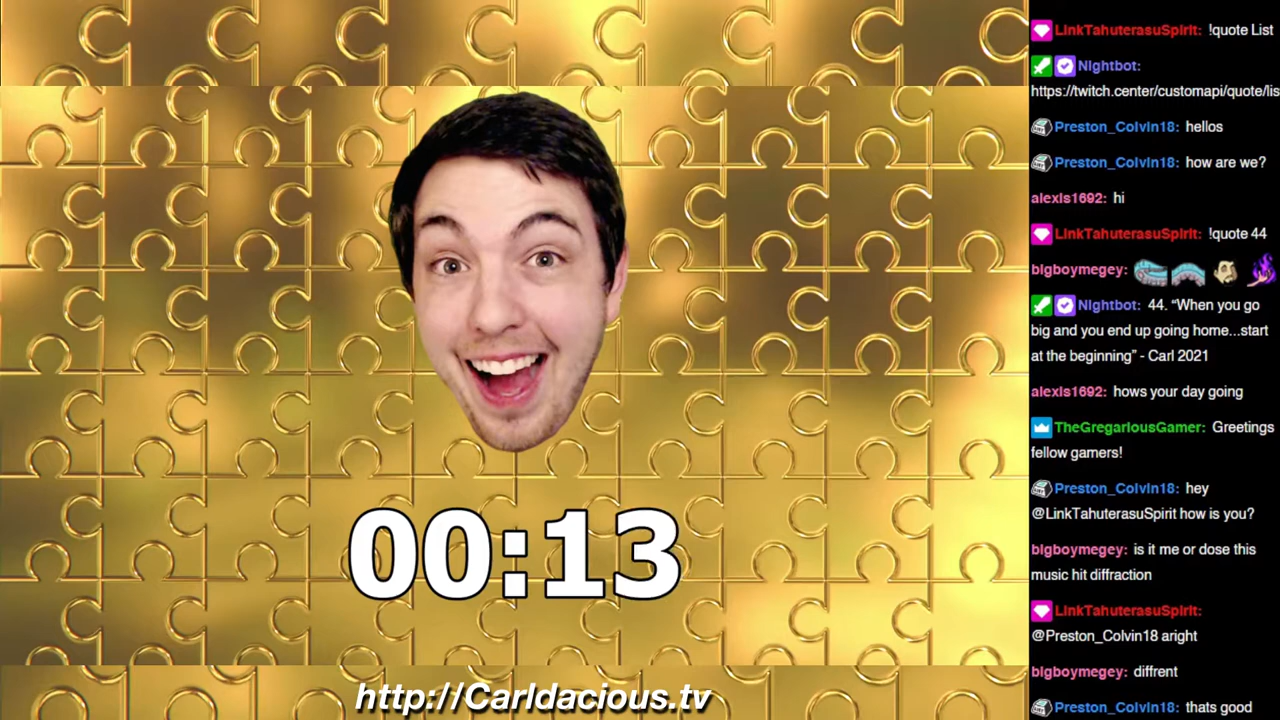 00:13
http://Carldacious.tv
LinkTahuterasuSpirit: !quote List
Nightbot:
https://twitch.center/customapi/quote/lis
Preston_Colvin18: hellos
Preston_Colvin18: how are we?
alexis1692: hi
LinkTahuterasuSpirit: !quote 44
bigboymegey:
Nightbot: 44. “When you go
big and you end up going home...start
at the beginning” - Carl 2021
alexis1692: hows your day going
TheGregariousGamer: Greetings
fellow gamers!
Preston_Colvin18: hey
@LinkTahuterasuSpirit how is you?
bigboymegey: is it me or dose this
music hit diffraction
LinkTahuterasuSpirit:
@Preston_Colvin18 aright
bigboymegey: diffrent
Preston_Colvin18: thats good